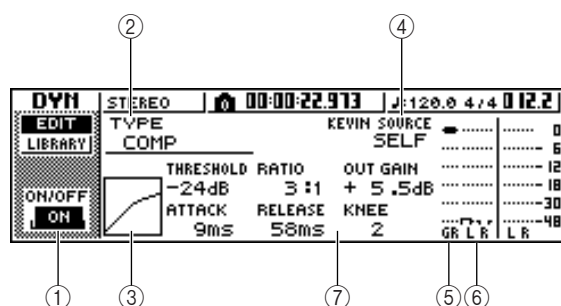 ② ④
DYN STEREO 00:00:22.973 ♩:120.0 4/4 012.2
EDIT TYPE KEVIN SOURCE 0
LIBRARY COMP SELF 6
THRESHOLD RATIO OUT GAIN 12
-24dB 3:1 + 5.5dB 18
ON/OFF 30
ON ATTACK RELEASE KNEE 48
9ms 58ms 2 GR L R L R
① ③ ⑦ ⑤ ⑥